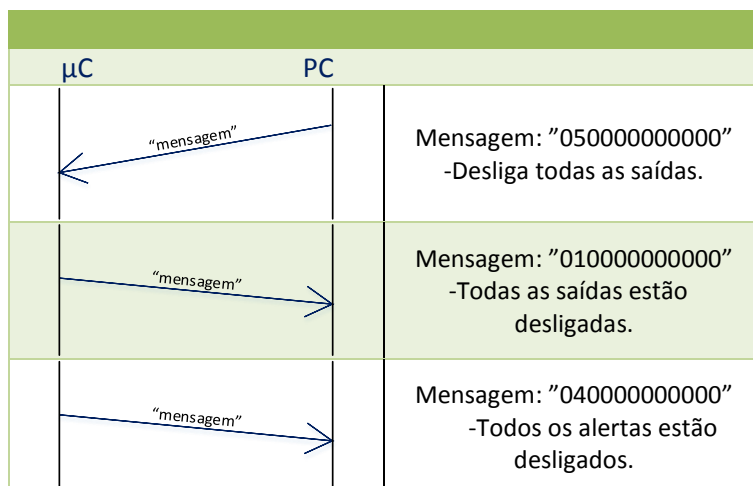 µC PC
“mensagem”
Mensagem: ”050000000000”
-Desliga todas as saídas.
“mensagem”
Mensagem: ”010000000000”
-Todas as saídas estão
desligadas.
“mensagem”
Mensagem: ”040000000000”
-Todos os alertas estão
desligados.